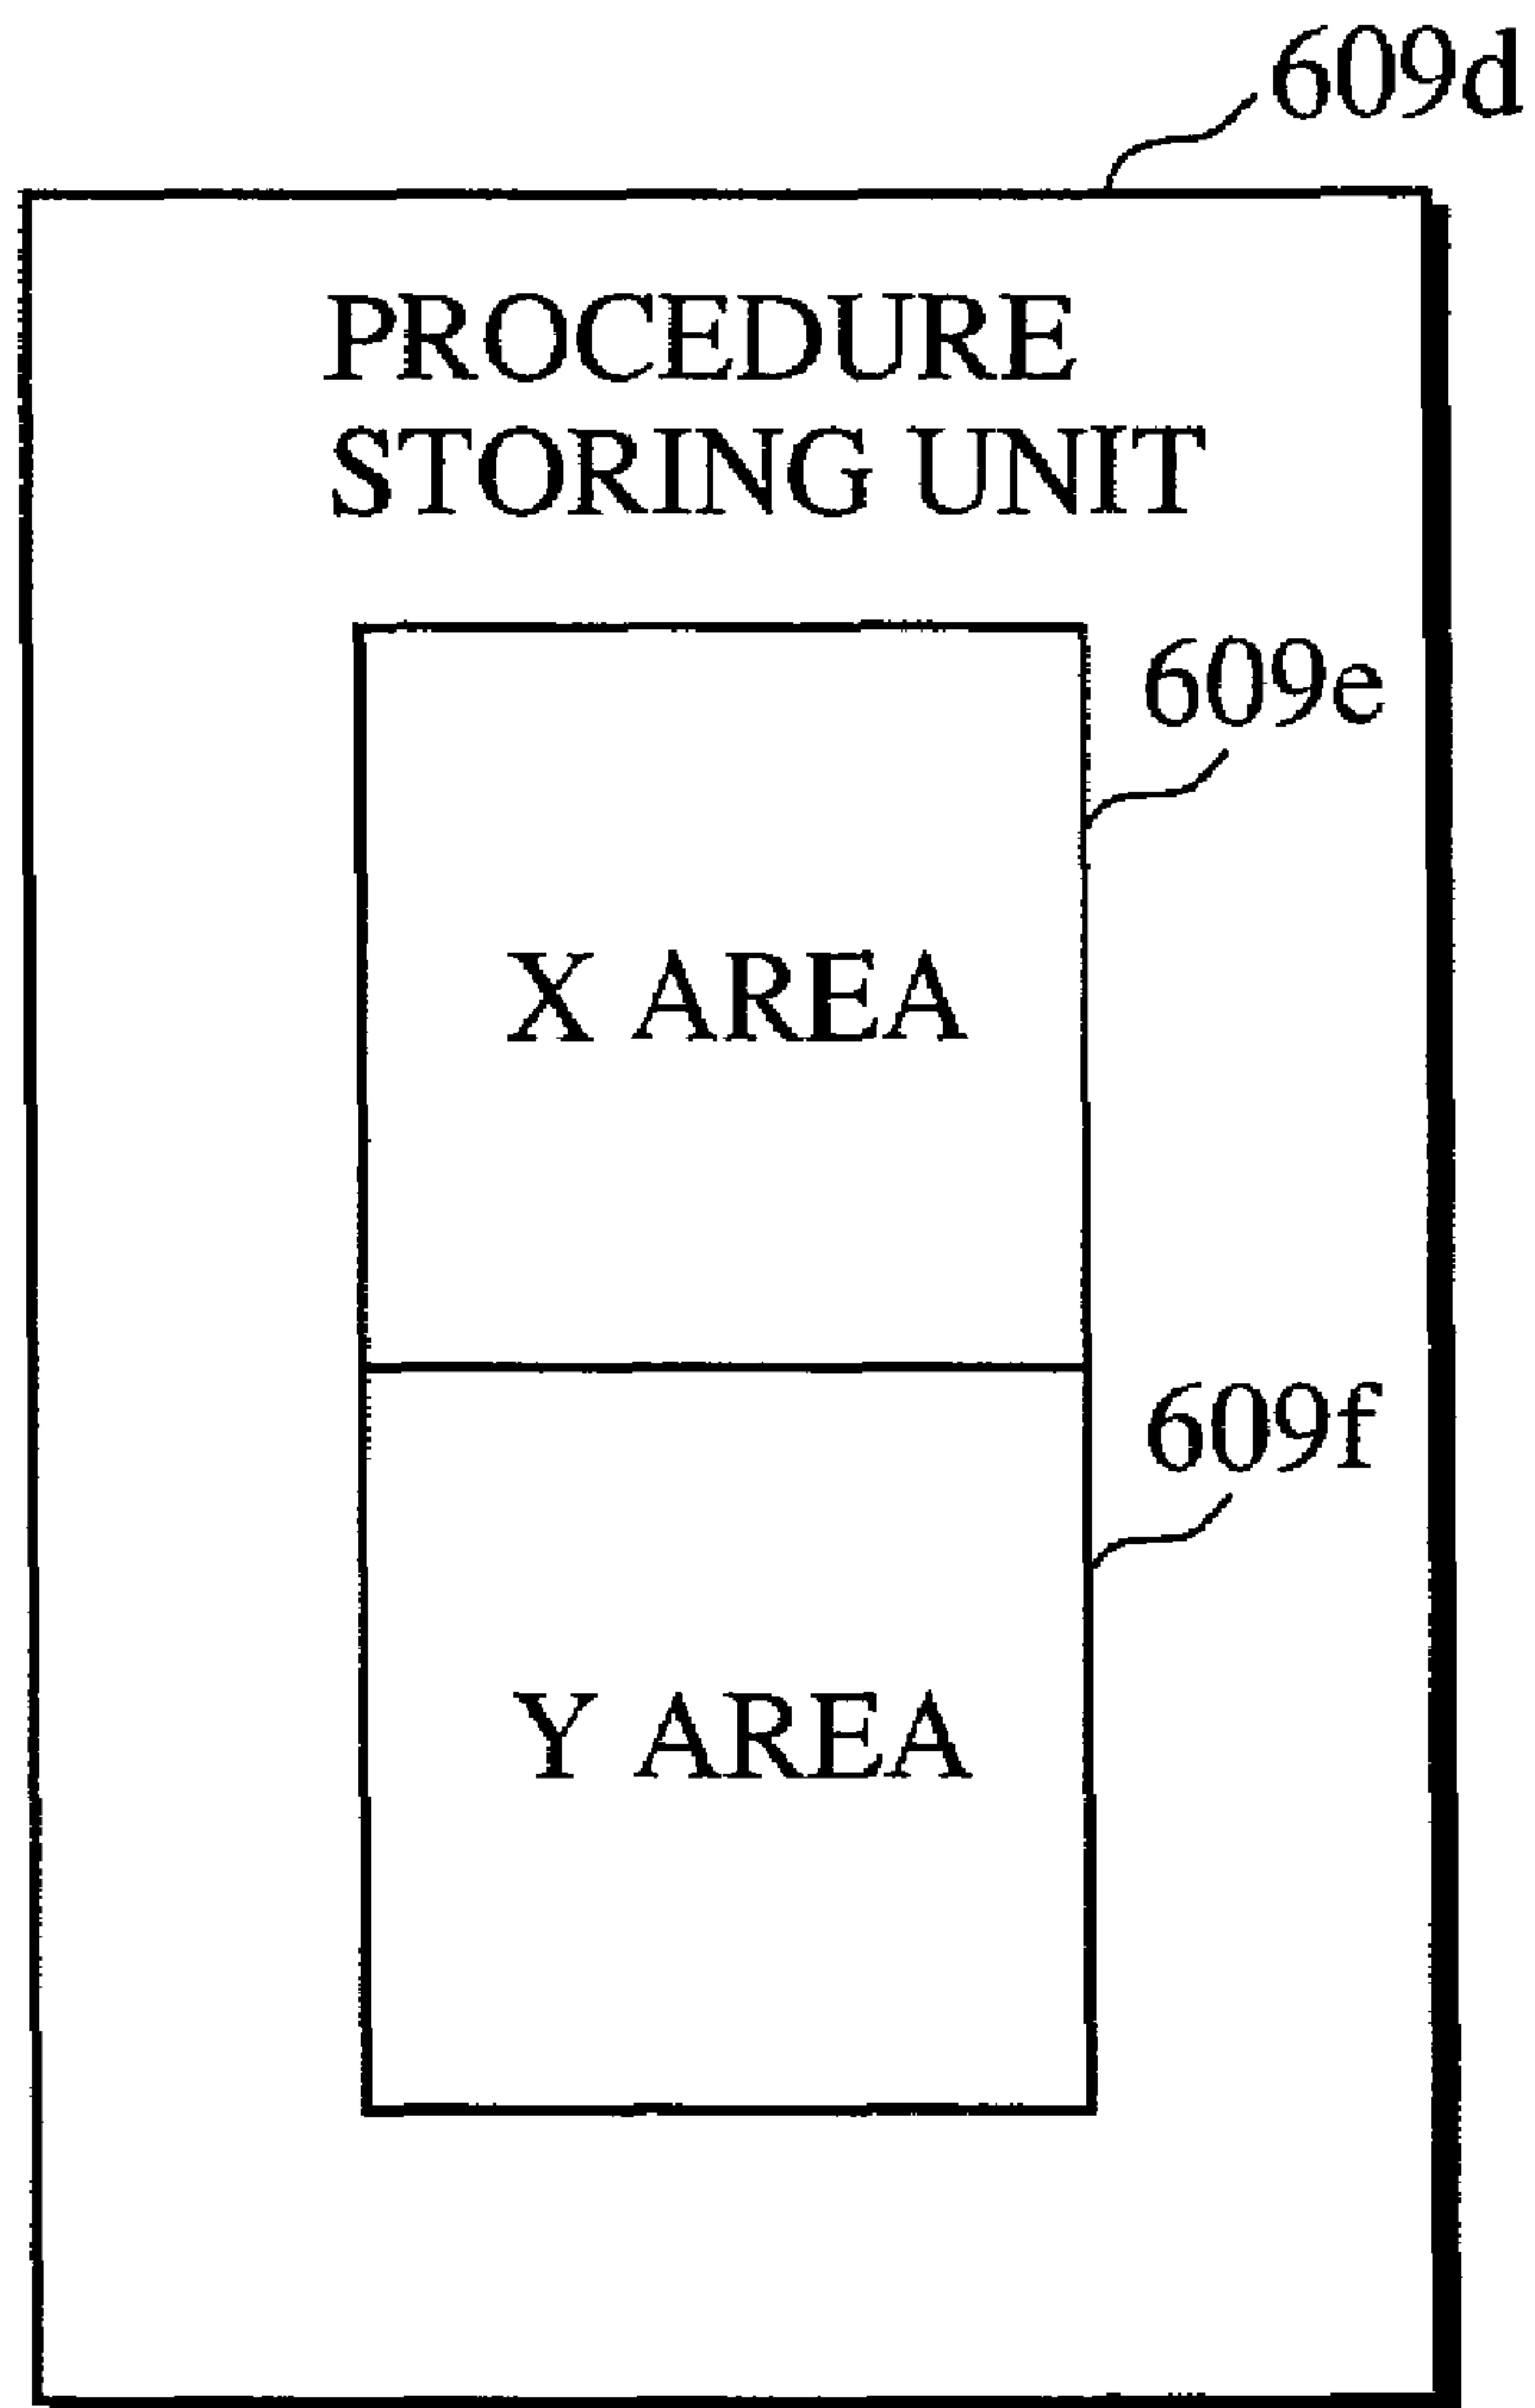 609d
PROCEDURE
STORING UNIT
609e
X AREA
609f
Y AREA